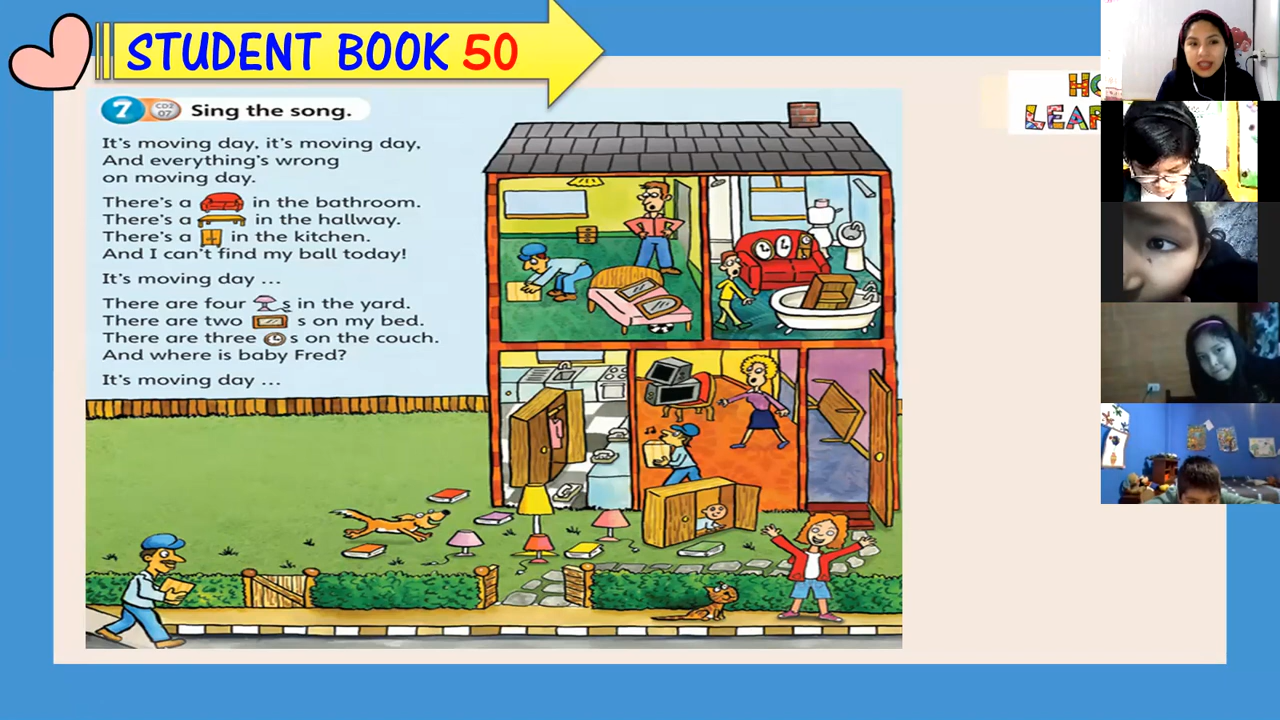 STUDENT BOOK 50
7 CD2 07 Sing the song.
It's moving day, it's moving day,
And everything's wrong
on moving day.
There's a in the bathroom.
There's a in the hallway.
There's a in the kitchen.
And I can't find my ball today!
It's moving day ...
There are four s in the yard.
There are two s on my bed.
There are three s on the couch.
And where is baby Fred?
It's moving day ...